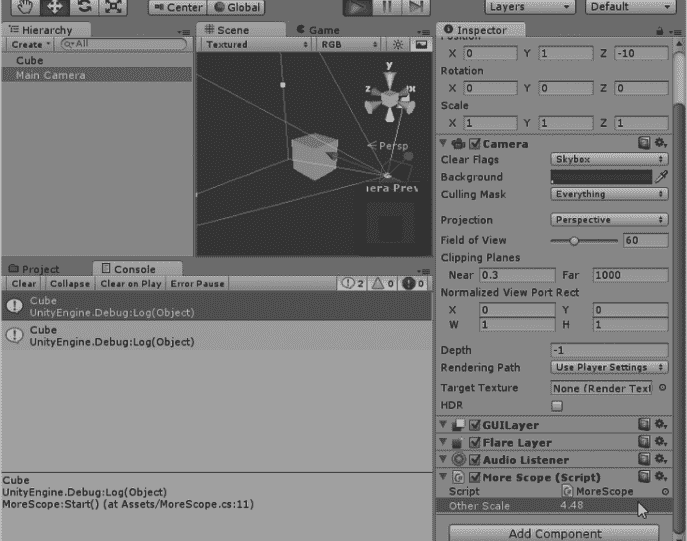 Center Global
Layers Default
Hierarchy
Create All
Cube
Main Camera
Scene Game
Textured RGB
y
z x
Persp
nera Prev
Project Console
Clear Collapse Clear on Play Error Pause 2 0 0
Cube
UnityEngine.Debug:Log(Object)
Cube
UnityEngine.Debug:Log(Object)
Cube
UnityEngine.Debug:Log(Object)
MoreScope:Start() (at Assets/MoreScope.cs:11)
Inspector
Position
X 0 Y 1 Z -10
Rotation
X 0 Y 0 Z 0
Scale
X 1 Y 1 Z 1
Camera
Clear Flags Skybox
Background
Culling Mask Everything
Projection Perspective
Field of View 60
Clipping Planes
Near 0.3 Far 1000
Normalized View Port Rect
X 0 Y 0
W 1 H 1
Depth -1
Rendering Path Use Player Settings
Target Texture None (Render Text
HDR
GUILayer
Flare Layer
Audio Listener
More Scope (Script)
Script MoreScope
Other Scale 4.48
Add Component